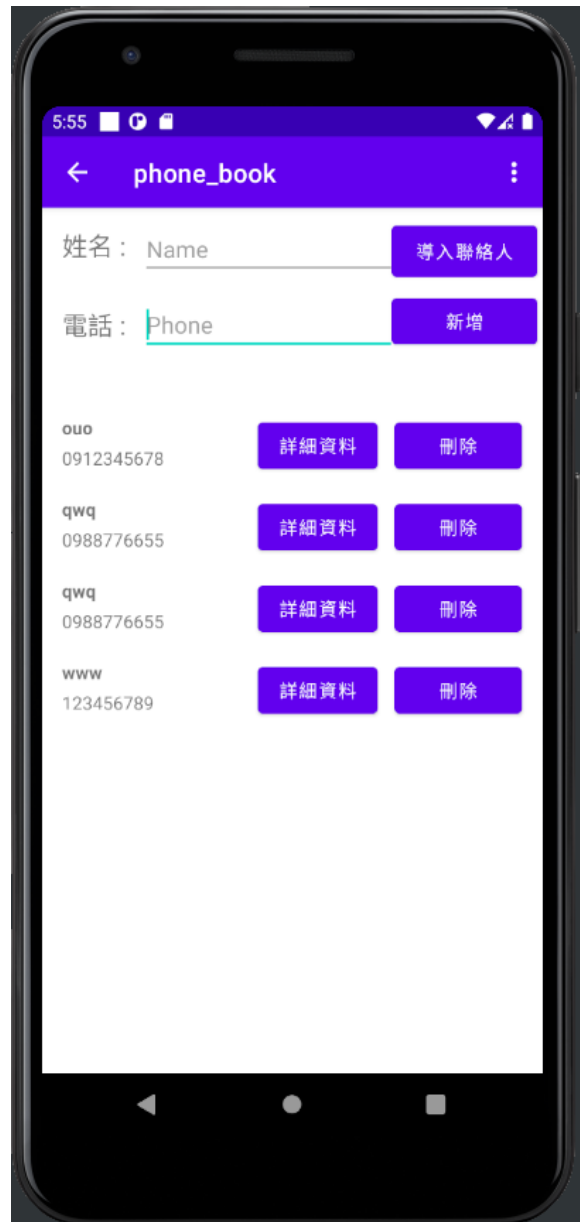 5:55
phone_book
姓名： Name 導入聯絡人
電話： Phone 新增
ouo
0912345678 詳細資料 刪除
qwq
0988776655 詳細資料 刪除
qwq
0988776655 詳細資料 刪除
www
123456789 詳細資料 刪除